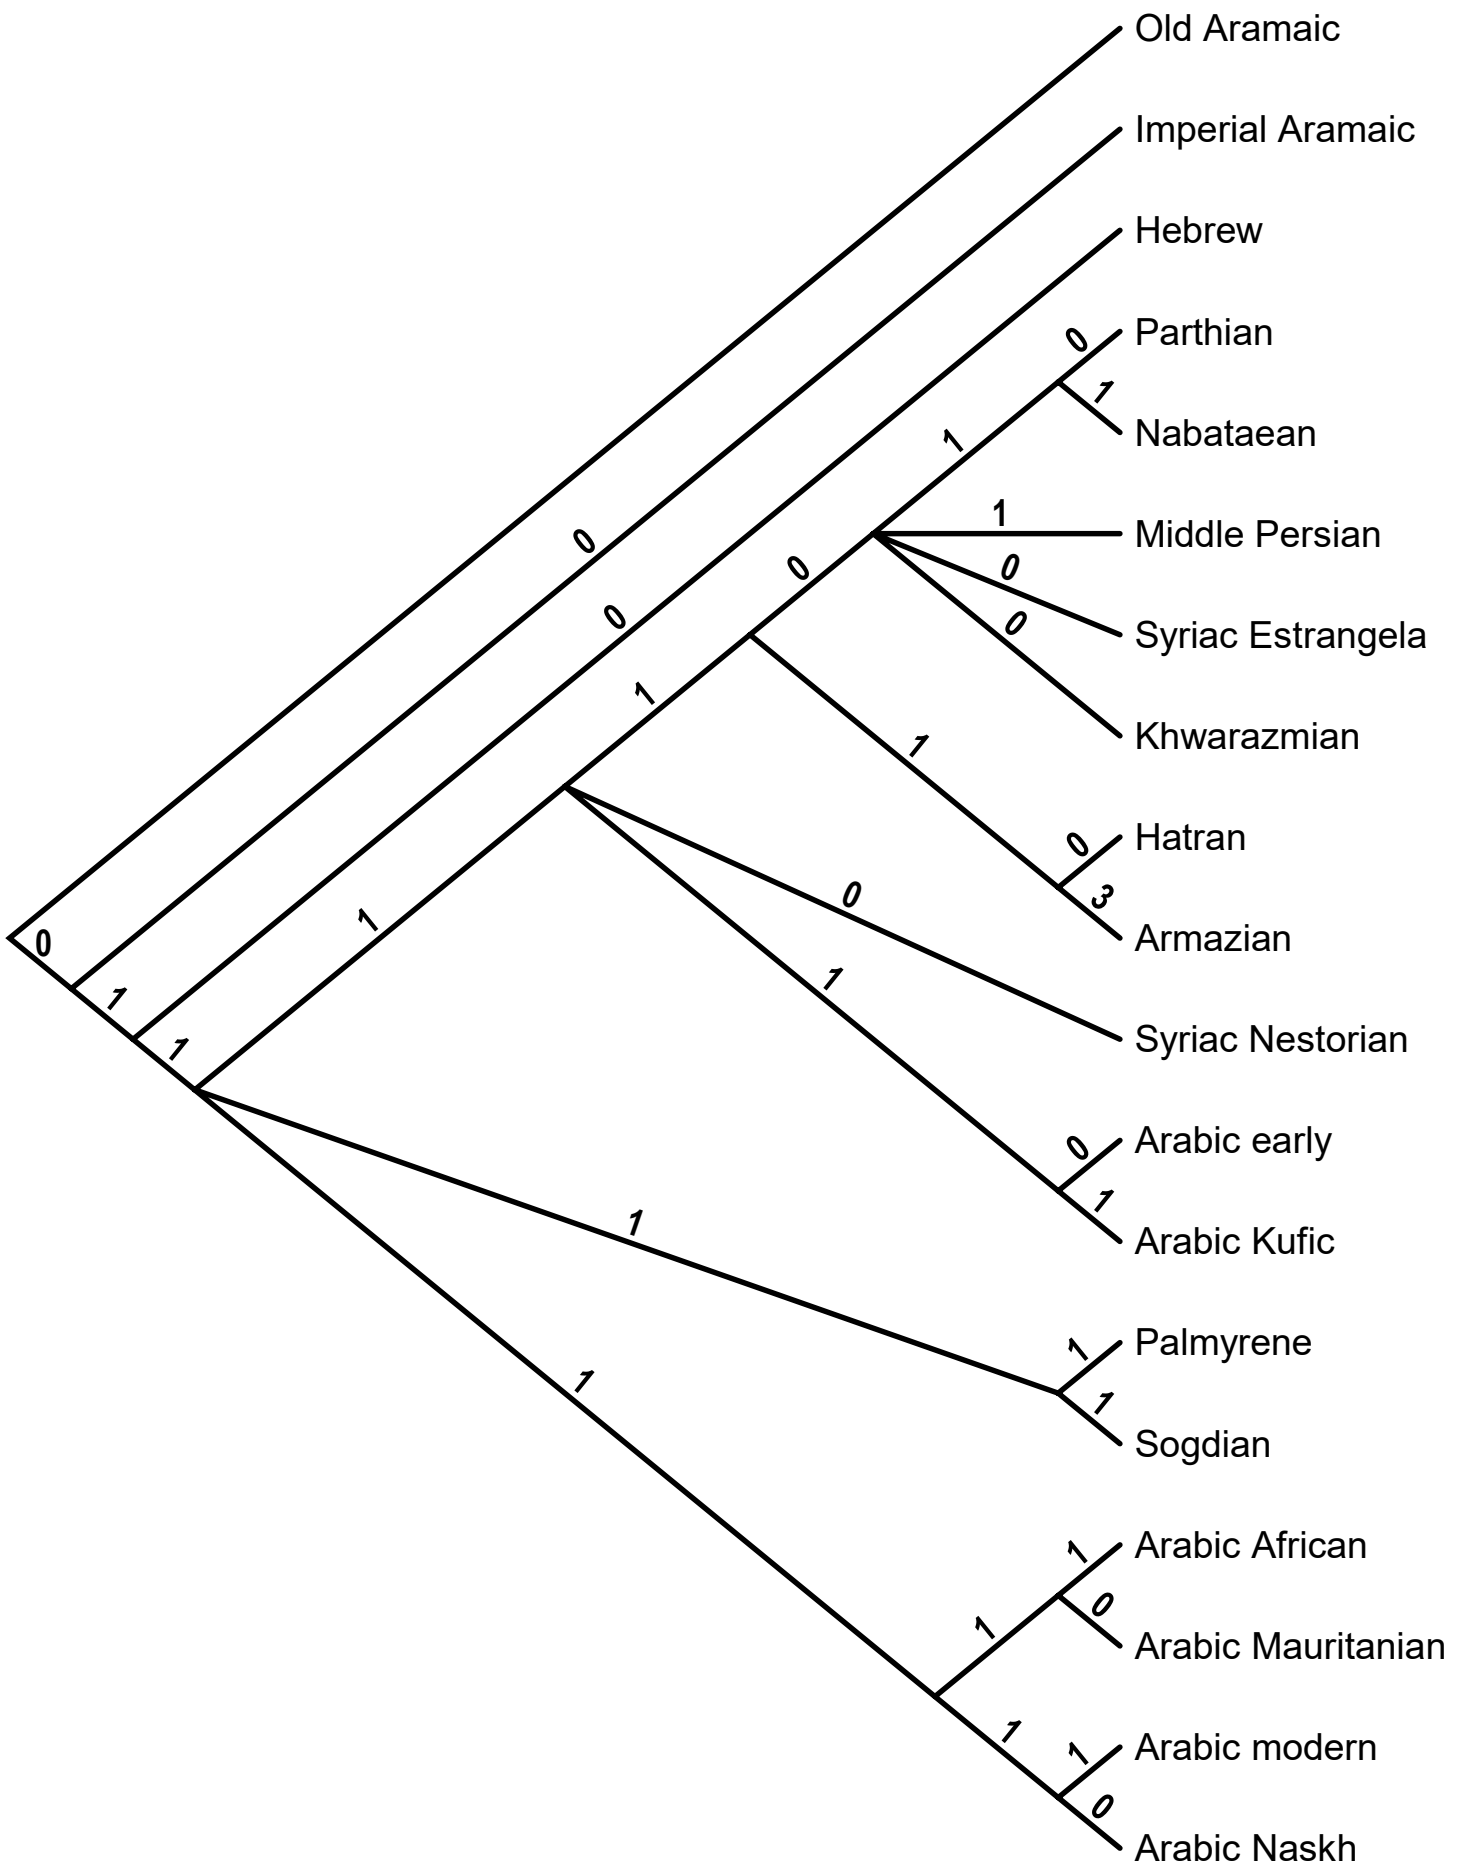 Old Aramaic
Imperial Aramaic
Hebrew
0 Parthian
1
1 Nabataean
1 Middle Persian
0
0
0 Syriac Estrangela
0
0 Khwarazmian
1
1
0 Hatran
0
3
1
Armazian
0
1
1 Syriac Nestorian
0 Arabic early
1
1 Arabic Kufic
1 Palmyrene
1
1 Sogdian
1 Arabic African
0
1 Arabic Mauritanian
1
1 Arabic modern
0
Arabic Naskh